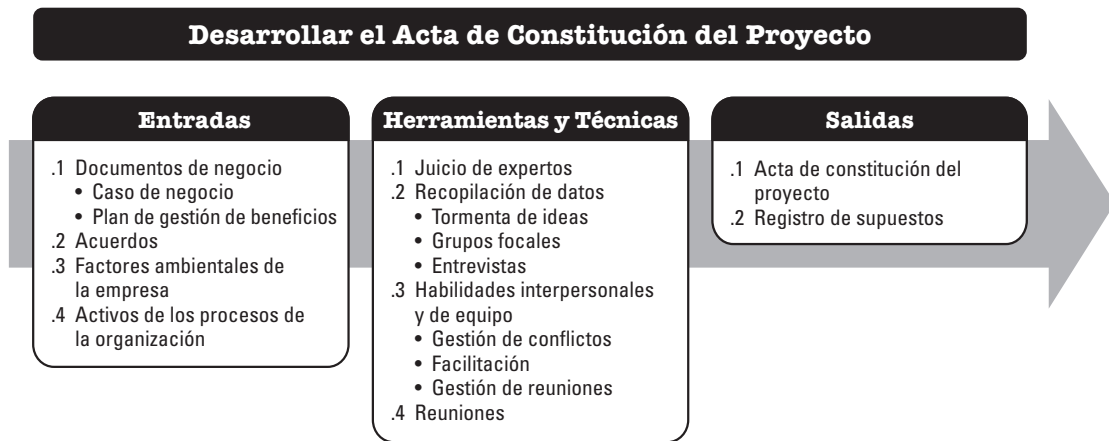 Desarrollar el Acta de Constitución del Proyecto
Entradas
.1 Documentos de negocio
• Caso de negocio
• Plan de gestión de beneficios
.2 Acuerdos
.3 Factores ambientales de
la empresa
.4 Activos de los procesos de
la organización
Herramientas y Técnicas
.1 Juicio de expertos
.2 Recopilación de datos
• Tormenta de ideas
• Grupos focales
• Entrevistas
.3 Habilidades interpersonales
y de equipo
• Gestión de conflictos
• Facilitación
• Gestión de reuniones
.4 Reuniones
Salidas
.1 Acta de constitución del
proyecto
.2 Registro de supuestos